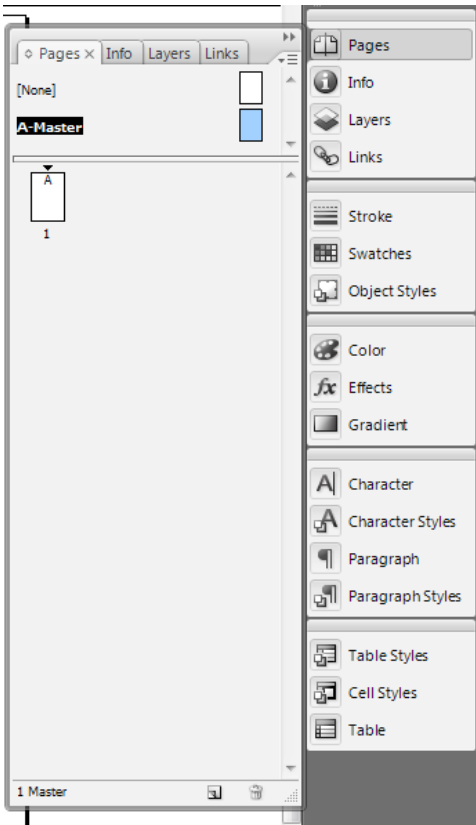 Pages Info Layers Links
[None]
A-Master
A
1
1 Master
Pages
Info
Layers
Links
Stroke
Swatches
Object Styles
Color
Effects
Gradient
Character
Character Styles
Paragraph
Paragraph Styles
Table Styles
Cell Styles
Table